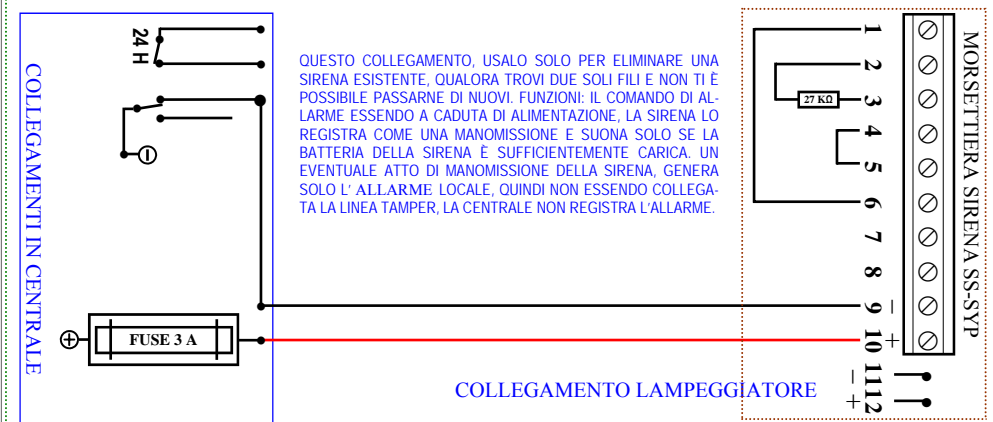 24 H
COLLEGAMENTI IN CENTRALE
FUSE 3 A
QUESTO COLLEGAMENTO, USALO SOLO PER ELIMINARE UNA
SIRENA ESISTENTE, QUALORA TROVI DUE SOLI FILI E NON TI È
POSSIBILE PASSARNE DI NUOVI. FUNZIONI: IL COMANDO DI AL-
LARME ESSENDO A CADUTA DI ALIMENTAZIONE, LA SIRENA LO
REGISTRA COME UNA MANOMISSIONE E SUONA SOLO SE LA
BATTERIA DELLA SIRENA È SUFFICIENTEMENTE CARICA. UN
EVENTUALE ATTO DI MANOMISSIONE DELLA SIRENA, GENERA
SOLO L' ALLARME LOCALE, QUINDI NON ESSENDO COLLEGA-
TA LA LINEA TAMPER, LA CENTRALE NON REGISTRA L'ALLARME.
27 KΩ
1
2
3
4
5
6
7
8
9 –
10 +
– 11
+ 12
MORSETTIERA SIRENA SS-SYP
COLLEGAMENTO LAMPEGGIATORE